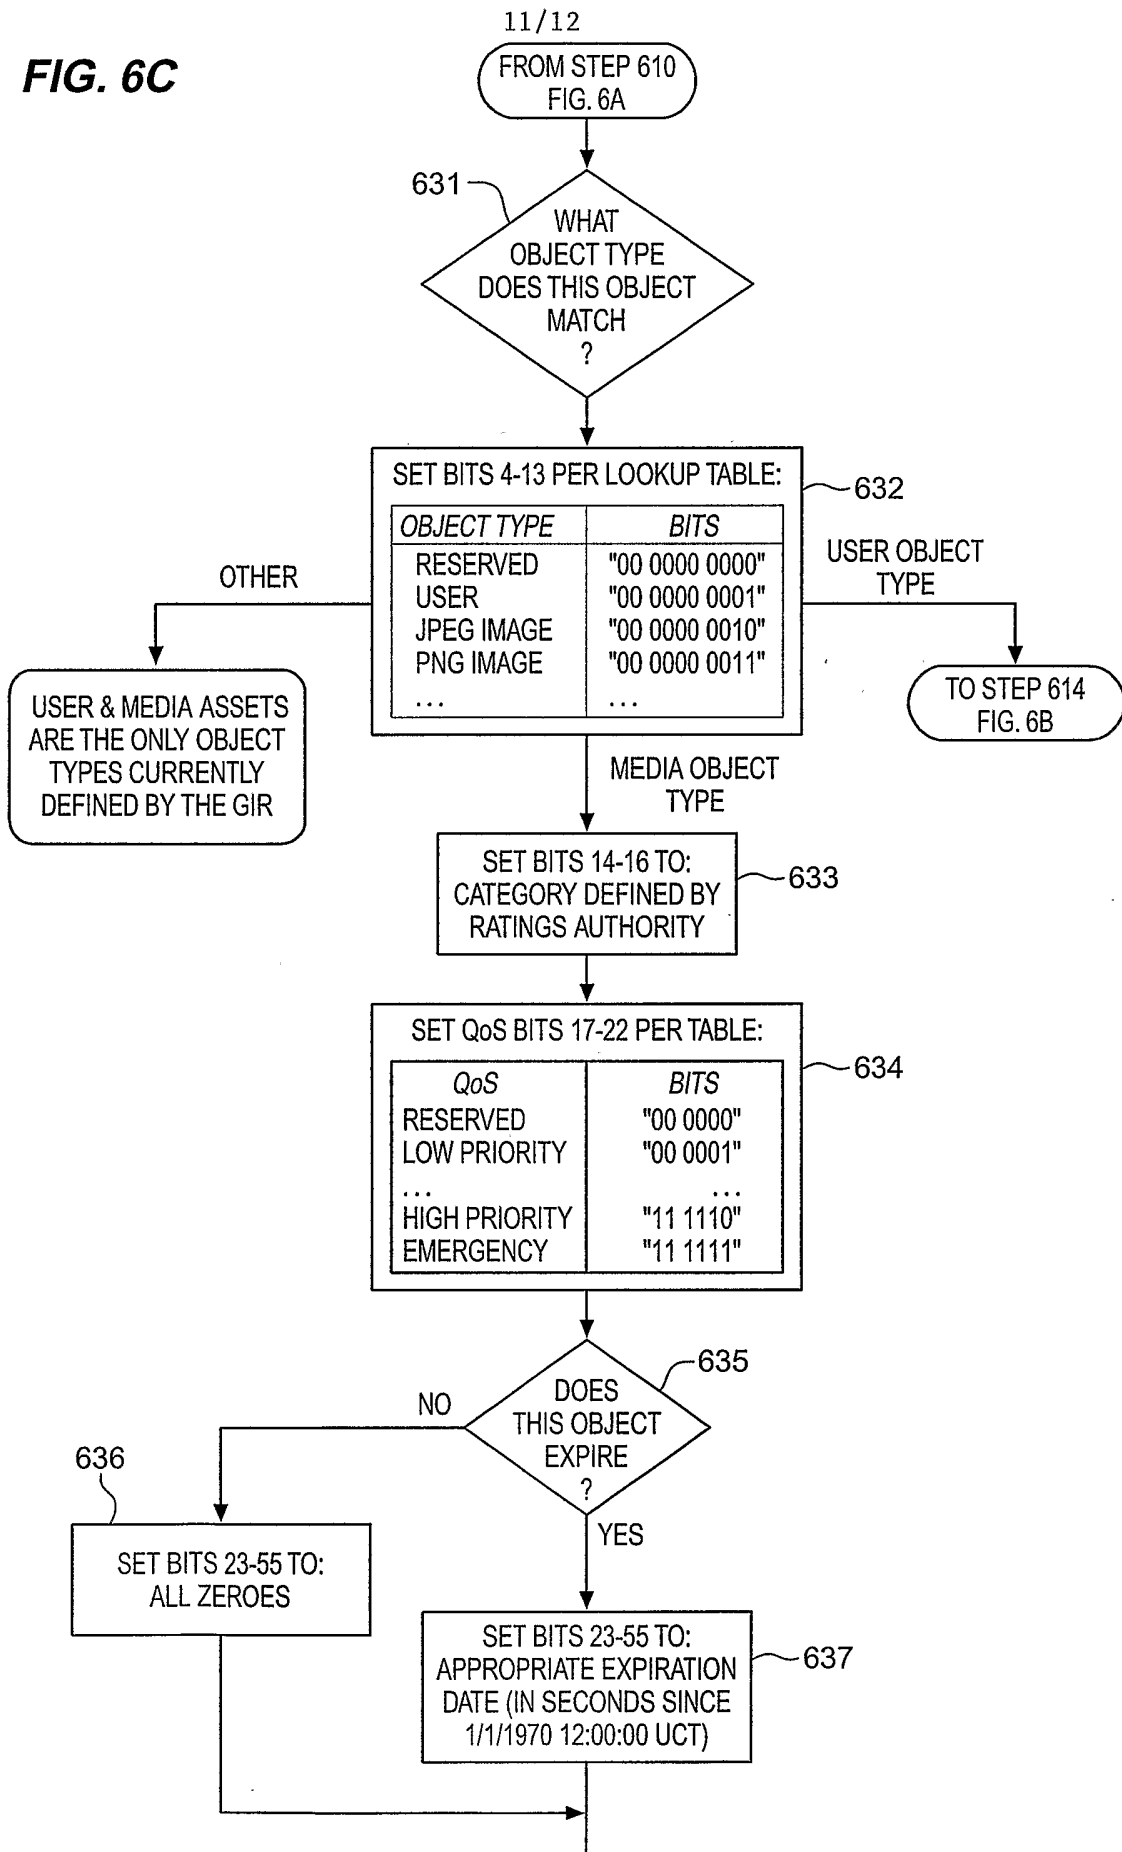 11/12
FIG. 6C
FROM STEP 610
FIG. 6A
631
WHAT
OBJECT TYPE
DOES THIS OBJECT
MATCH
?
SET BITS 4-13 PER LOOKUP TABLE:
632
OBJECT TYPE BITS
RESERVED "00 0000 0000"
USER "00 0000 0001"
JPEG IMAGE "00 0000 0010"
PNG IMAGE "00 0000 0011"
... ...
OTHER
USER OBJECT
TYPE
USER & MEDIA ASSETS
ARE THE ONLY OBJECT
TYPES CURRENTLY
DEFINED BY THE GIR
TO STEP 614
FIG. 6B
MEDIA OBJECT
TYPE
SET BITS 14-16 TO:
CATEGORY DEFINED BY
RATINGS AUTHORITY
633
SET QoS BITS 17-22 PER TABLE:
634
QoS BITS
RESERVED "00 0000"
LOW PRIORITY "00 0001"
... ...
HIGH PRIORITY "11 1110"
EMERGENCY "11 1111"
635
DOES
THIS OBJECT
EXPIRE
?
NO
YES
636
SET BITS 23-55 TO:
ALL ZEROES
SET BITS 23-55 TO:
APPROPRIATE EXPIRATION
DATE (IN SECONDS SINCE
1/1/1970 12:00:00 UCT)
637